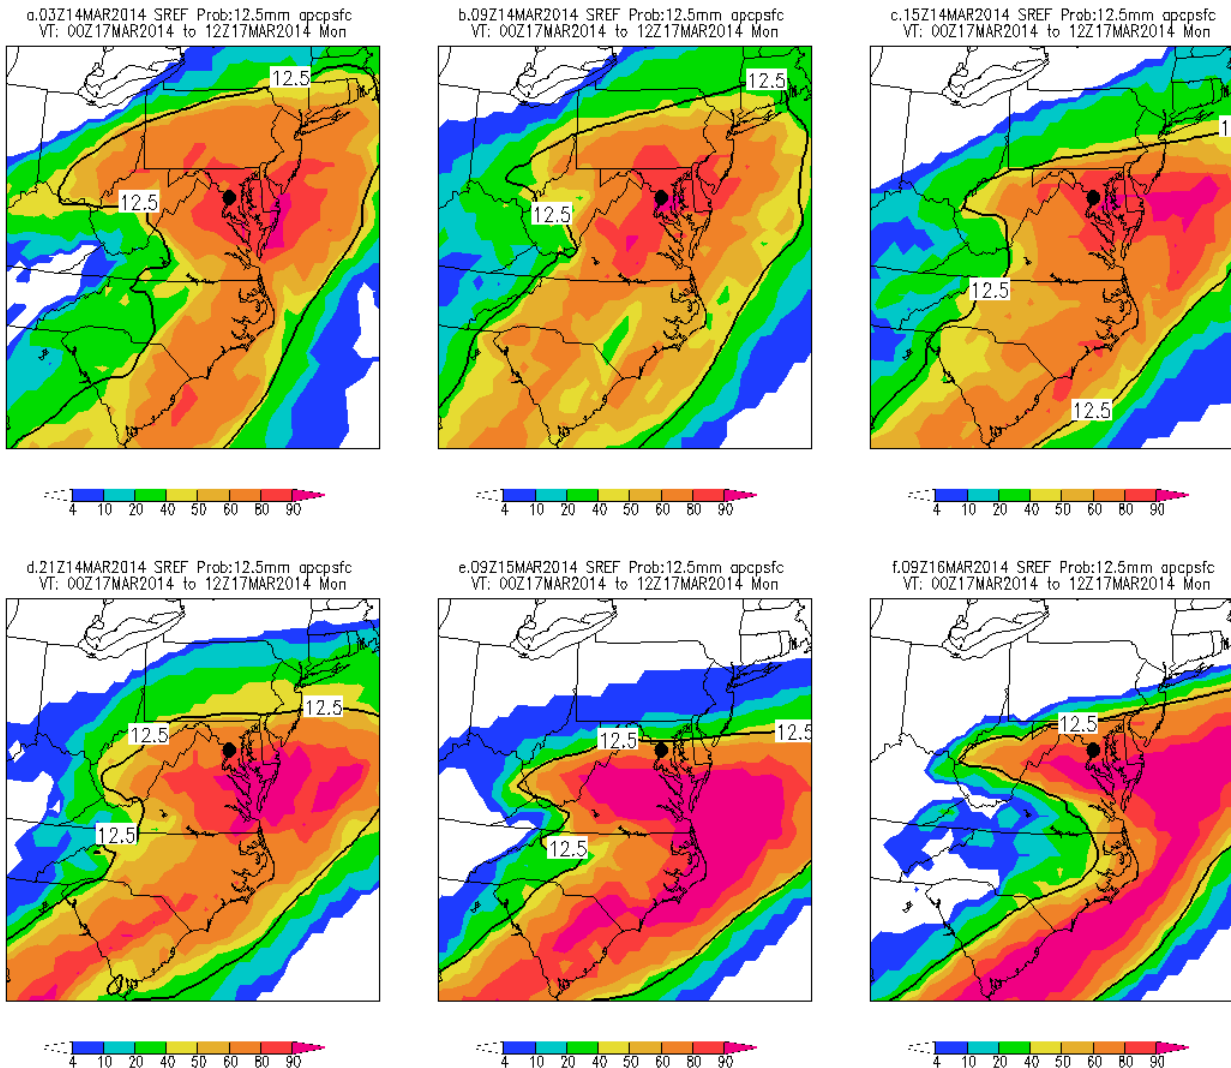 a.03Z14MAR2014 SREF Prob:12.5mm apcpsfc
VT: 00Z17MAR2014 to 12Z17MAR2014 Mon
b.09Z14MAR2014 SREF Prob:12.5mm apcpsfc
VT: 00Z17MAR2014 to 12Z17MAR2014 Mon
c.15Z14MAR2014 SREF Prob:12.5mm apcpsfc
VT: 00Z17MAR2014 to 12Z17MAR2014 Mon
12.5
12.5
12.5
12.5
1
12.5
12.5
4 10 20 40 50 60 80 90
4 10 20 40 50 60 80 90
4 10 20 40 50 60 80 90
d.21Z14MAR2014 SREF Prob:12.5mm apcpsfc
VT: 00Z17MAR2014 to 12Z17MAR2014 Mon
e.09Z15MAR2014 SREF Prob:12.5mm apcpsfc
VT: 00Z17MAR2014 to 12Z17MAR2014 Mon
f.09Z16MAR2014 SREF Prob:12.5mm apcpsfc
VT: 00Z17MAR2014 to 12Z17MAR2014 Mon
12.5
12.5
12.5
12.5
12.5
12.5
12.5
4 10 20 40 50 60 80 90
4 10 20 40 50 60 80 90
4 10 20 40 50 60 80 90